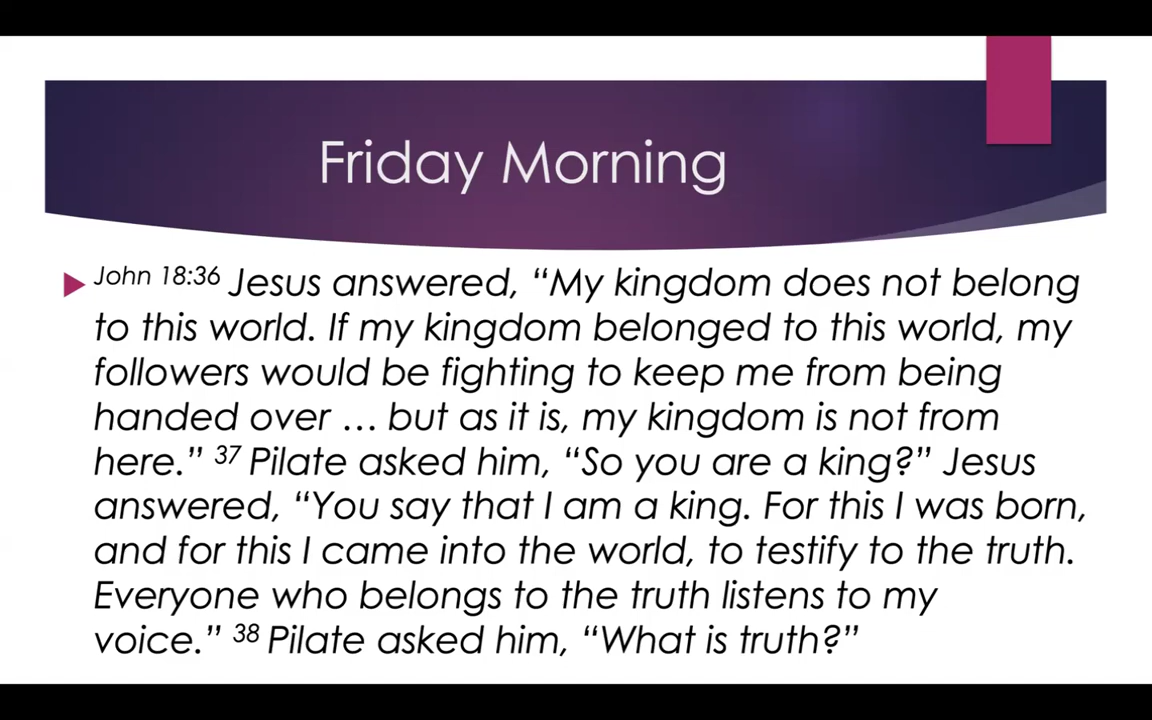 Friday Morning
John 18:36 Jesus answered, “My kingdom does not belong
to this world. If my kingdom belonged to this world, my
followers would be fighting to keep me from being
handed over … but as it is, my kingdom is not from
here.” 37 Pilate asked him, “So you are a king?” Jesus
answered, “You say that I am a king. For this I was born,
and for this I came into the world, to testify to the truth.
Everyone who belongs to the truth listens to my
voice.” 38 Pilate asked him, “What is truth?”